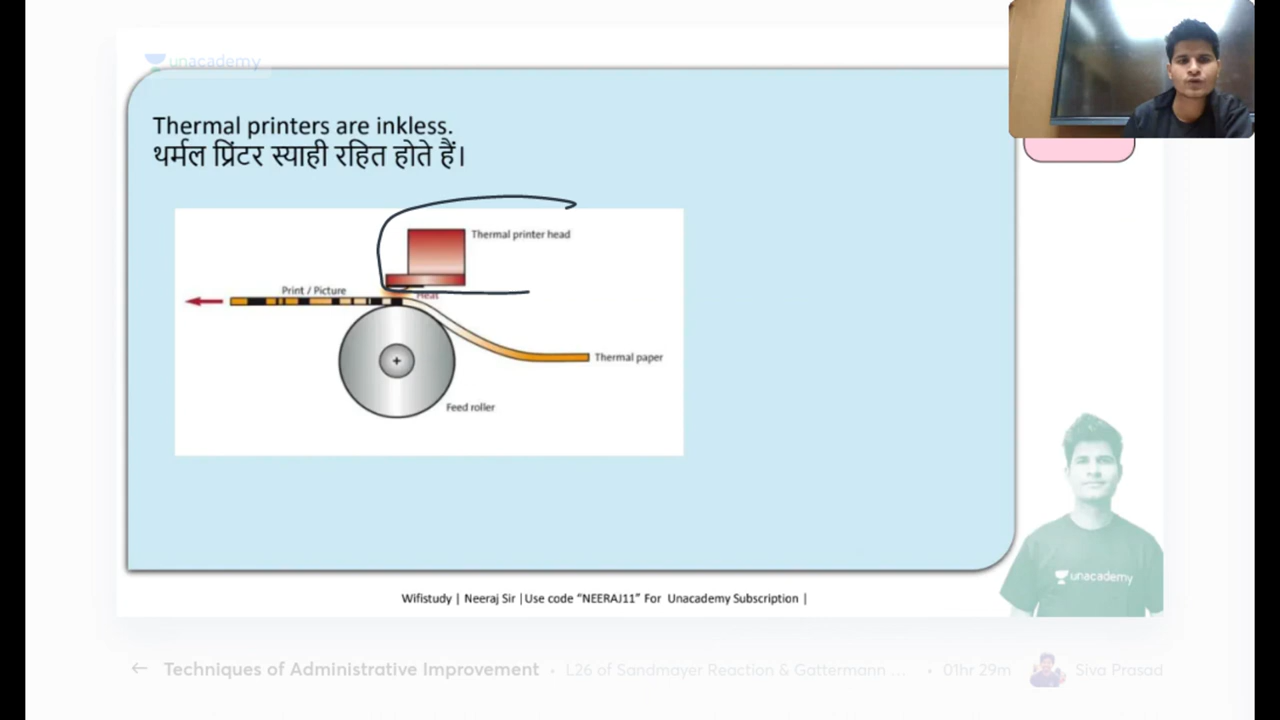 unacademy
Thermal printers are inkless.
थर्मल प्रिंटर स्याही रहित होते हैं।
Thermal printer head
Print / Picture
Heat
Thermal paper
Feed roller
unacademy
Wifistudy | Neeraj Sir |Use code “NEERAJ11” For Unacademy Subscription |
← Techniques of Administrative Improvement • L26 of Sandmayer Reaction & Gattermann ... • 01hr 29m Siva Prasad